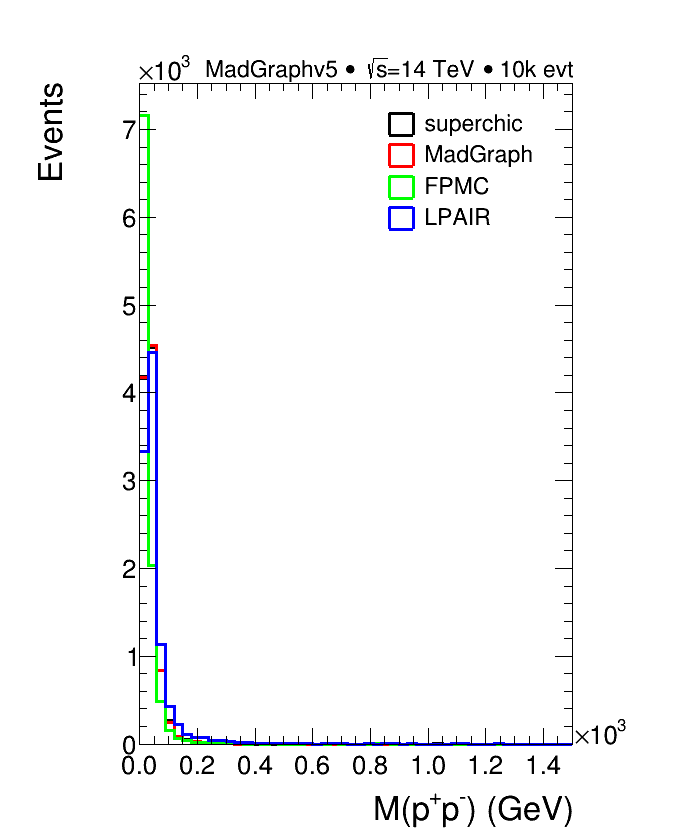 ×10³ MadGraphv5 • √s=14 TeV • 10k evt
Events
superchic
MadGraph
FPMC
LPAIR
7
6
5
4
3
2
1
0
0.0 0.2 0.4 0.6 0.8 1.0 1.2 1.4
×10³
M(p⁺p⁻) (GeV)